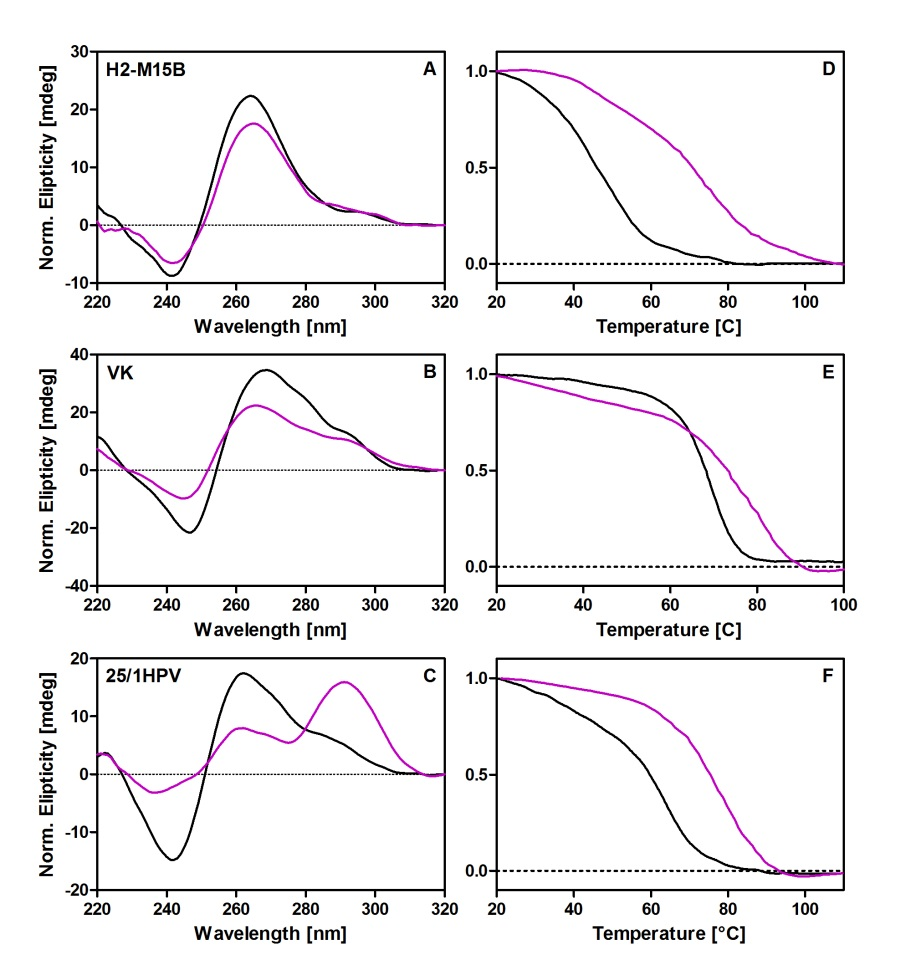 30
H2-M15B
A
20
10
0
-10
Norm. Elipticity [mdeg]
220 240 260 280 300 320
Wavelength [nm]
1.0
D
0.5
0.0
20 40 60 80 100
Temperature [C]
40
VK
B
20
0
-20
-40
Norm. Elipticity [mdeg]
220 240 260 280 300 320
Wavelength [nm]
1.0
E
0.5
0.0
20 40 60 80 100
Temperature [C]
20
25/1HPV
C
10
0
-10
-20
Norm. Elipticity [mdeg]
220 240 260 280 300 320
Wavelength [nm]
1.0
F
0.5
0.0
20 40 60 80 100
Temperature [°C]